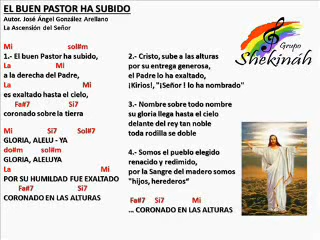 EL BUEN PASTOR HA SUBIDO
Autor. José Ángel González Arellano
La Ascensión del Señor
Mi sol#m
1.- El buen Pastor ha subido,
La Mi
a la derecha del Padre,
La Mi
es exaltado hasta el cielo,
Fa#7 Si7
coronado sobre la tierra
Mi Si7 Sol#7
GLORIA, ALELU - YA
do#m sol#m
GLORIA, ALELUYA
La Mi
POR SU HUMILDAD FUE EXALTADO
Fa#7 Si7
CORONADO EN LAS ALTURAS
2.- Cristo, sube a las alturas
por su entrega generosa,
el Padre lo ha exaltado,
¡Kirios!, "¡Señor ! lo ha nombrado"
3.- Nombre sobre todo nombre
su gloria llega hasta el cielo
delante del rey tan noble
toda rodilla se doble
4.- Somos el pueblo elegido
renacido y redimido,
por la Sangre del madero somos
"hijos, herederos“
Fa#7 Si7 Mi
... CORONADO EN LAS ALTURAS
Grupo
Shekináh